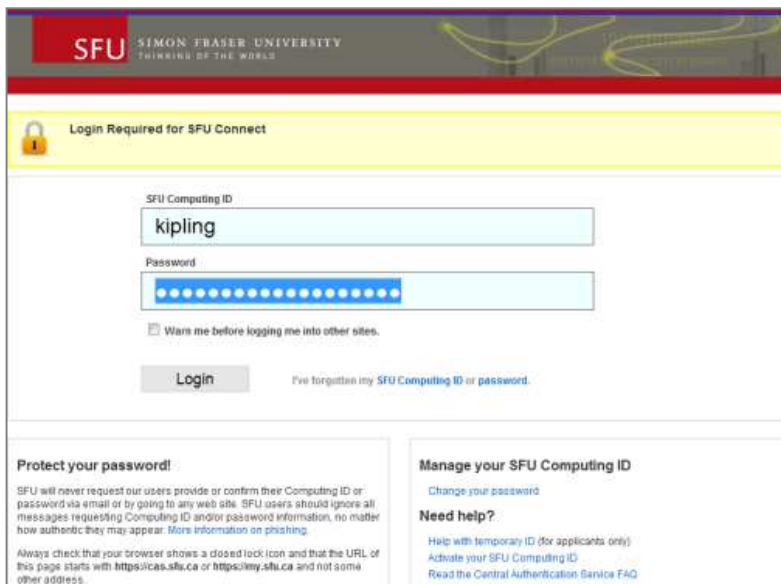 SFU SIMON FRASER UNIVERSITY
THINKING OF THE WORLD
Login Required for SFU Connect
SFU Computing ID
kipling
Password
Warn me before logging me into other sites.
Login
I've forgotten my SFU Computing ID or password.
Protect your password!
SFU will never request our users provide or confirm their Computing ID or
password via email or by going to any web site. SFU users should ignore all
messages requesting Computing ID and/or password information, no matter
how authentic they may appear. More information on phishing.
Always check that your browser shows a closed lock icon and that the URL of
this page starts with https://cas.sfu.ca or https://my.sfu.ca and not some
other address.
Manage your SFU Computing ID
Change your password
Need help?
Help with temporary ID (for applicants only)
Activate your SFU Computing ID
Read the Central Authentication Service FAQ